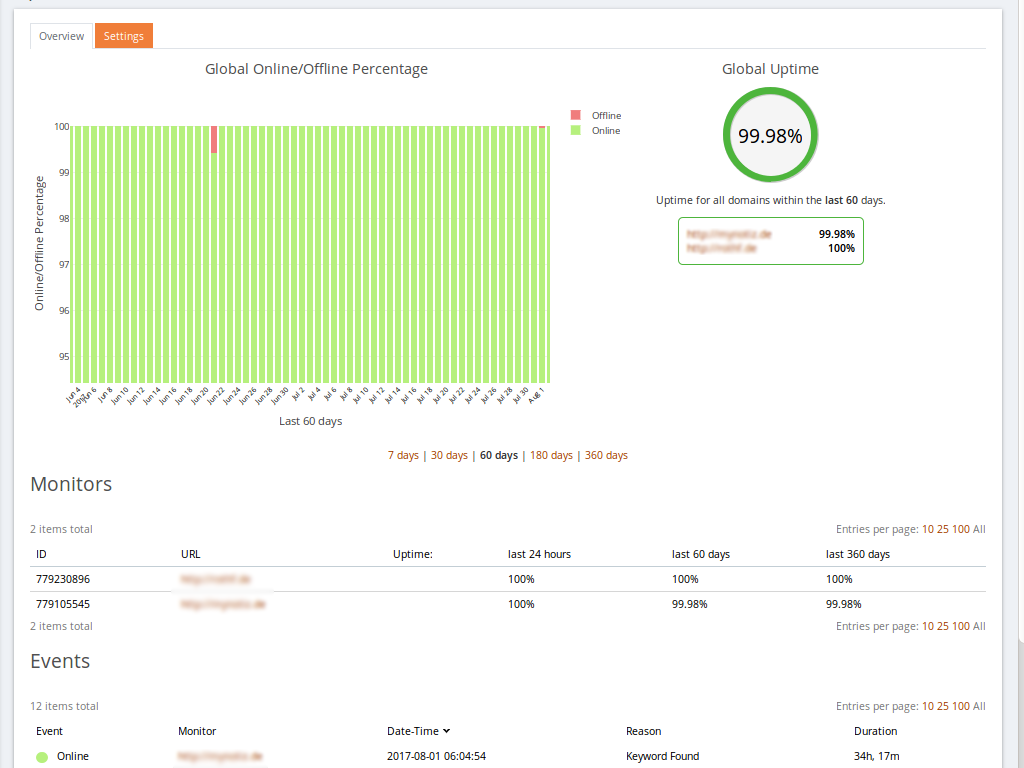 Overview Settings
Global Online/Offline Percentage
Offline
Online
100
99
98
97
96
95
Online/Offline Percentage
Jun 4 Jun 6 Jun 8 Jun 10 Jun 12 Jun 14 Jun 16 Jun 18 Jun 20 Jun 22 Jun 24 Jun 26 Jun 28 Jun 30 Jul 2 Jul 4 Jul 6 Jul 8 Jul 10 Jul 12 Jul 14 Jul 16 Jul 18 Jul 20 Jul 22 Jul 24 Jul 26 Jul 28 Jul 30 Aug 1
2017
Last 60 days
Global Uptime
99.98%
Uptime for all domains within the last 60 days.
99.98%
100%
7 days | 30 days | 60 days | 180 days | 360 days
Monitors
2 items total Entries per page: 10 25 100 All
ID URL Uptime: last 24 hours last 60 days last 360 days
779230896 100% 100% 100%
779105545 100% 99.98% 99.98%
2 items total Entries per page: 10 25 100 All
Events
12 items total Entries per page: 10 25 100 All
Event Monitor Date-Time Reason Duration
Online 2017-08-01 06:04:54 Keyword Found 34h, 17m